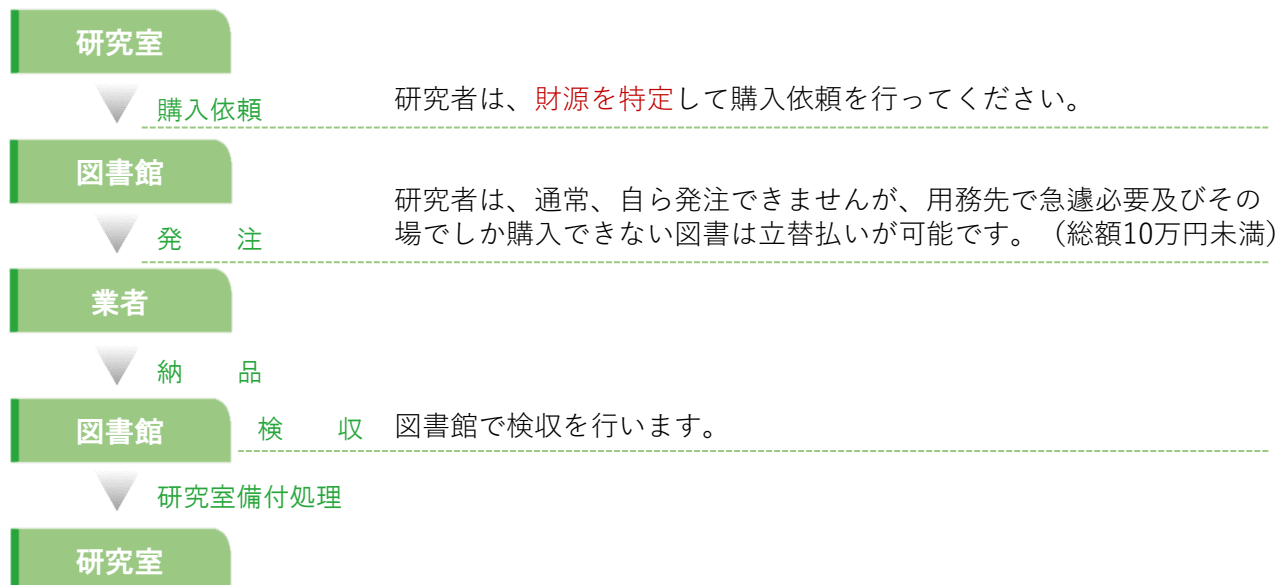 研究室
購入依頼
研究者は、財源を特定して購入依頼を行ってください。
図書館
研究者は、通常、自ら発注できませんが、用務先で急遽必要及びその
場でしか購入できない図書は立替払いが可能です。（総額10万円未満）
発　注
業者
納　品
図書館
検　収
図書館で検収を行います。
研究室備付処理
研究室